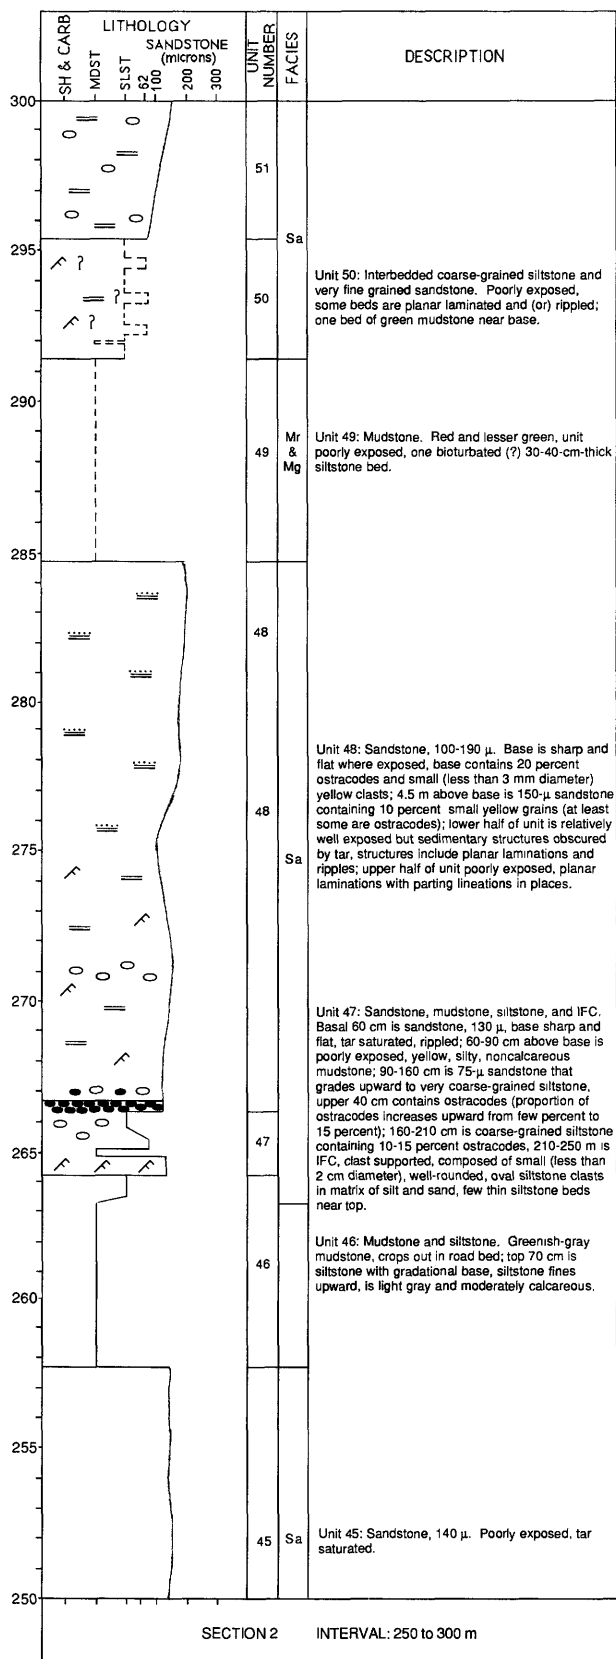 LITHOLOGY
SH & CARB
MDST
SLST
SANDSTONE
(microns)
62
100
200
300
UNIT
NUMBER
FACIES
DESCRIPTION
300
51
295
Sa
50
Unit 50: Interbedded coarse-grained siltstone and
very fine grained sandstone. Poorly exposed,
some beds are planar laminated and (or) rippled;
one bed of green mudstone near base.
?
?
?
290
49
Mr
&
Mg
Unit 49: Mudstone. Red and lesser green, unit
poorly exposed, one bioturbated (?) 30-40-cm-thick
siltstone bed.
285
48
280
48
275
Sa
Unit 48: Sandstone, 100-190 µ. Base is sharp and
flat where exposed, base contains 20 percent
ostracodes and small (less than 3 mm diameter)
yellow clasts; 4.5 m above base is 150-µ sandstone
containing 10 percent small yellow grains (at least
some are ostracodes); lower half of unit is relatively
well exposed but sedimentary structures obscured
by tar, structures include planar laminations and
ripples; upper half of unit poorly exposed, planar
laminations with parting lineations in places.
270
Unit 47: Sandstone, mudstone, siltstone, and IFC.
Basal 60 cm is sandstone, 130 µ, base sharp and
flat, tar saturated, rippled; 60-90 cm above base is
poorly exposed, yellow, silty, noncalcareous
mudstone; 90-160 cm is 75-µ sandstone that
grades upward to very coarse-grained siltstone,
upper 40 cm contains ostracodes (proportion of
ostracodes increases upward from few percent to
15 percent); 160-210 cm is coarse-grained siltstone
containing 10-15 percent ostracodes, 210-250 m is
IFC, clast supported, composed of small (less than
2 cm diameter), well-rounded, oval siltstone clasts
in matrix of silt and sand, few thin siltstone beds
near top.
265
47
46
Unit 46: Mudstone and siltstone. Greenish-gray
mudstone, crops out in road bed; top 70 cm is
siltstone with gradational base, siltstone fines
upward, is light gray and moderately calcareous.
260
255
45
Sa
Unit 45: Sandstone, 140 µ. Poorly exposed, tar
saturated.
250
SECTION 2 INTERVAL: 250 to 300 m